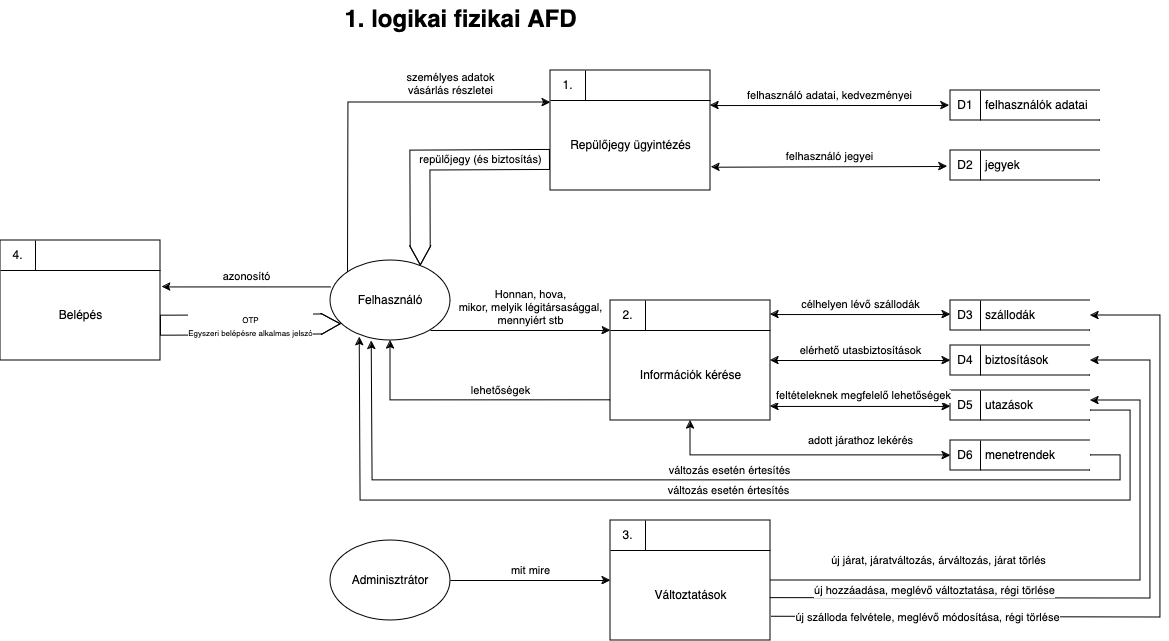 1. logikai fizikai AFD
személyes adatok
vásárlás részletei
1.
Repülőjegy ügyintézés
felhasználó adatai, kedvezményei
D1 felhasználók adatai
repülőjegy (és biztosítás)
felhasználó jegyei
D2 jegyek
4.
Belépés
azonosító
OTP
Egyszeri belépésre alkalmas jelszó
Felhasználó
Honnan, hova,
mikor, melyik légitársasággal,
mennyiért stb
2.
Információk kérése
lehetőségek
célhelyen lévő szállodák
D3 szállodák
elérhető utasbiztosítások
D4 biztosítások
feltételeknek megfelelő lehetőségek
D5 utazások
adott járathoz lekérés
D6 menetrendek
változás esetén értesítés
változás esetén értesítés
Adminisztrátor
mit mire
3.
Változtatások
új járat, járatváltozás, árváltozás, járat törlés
új hozzáadása, meglévő változtatása, régi törlése
új szálloda felvétele, meglévő módosítása, régi törlése